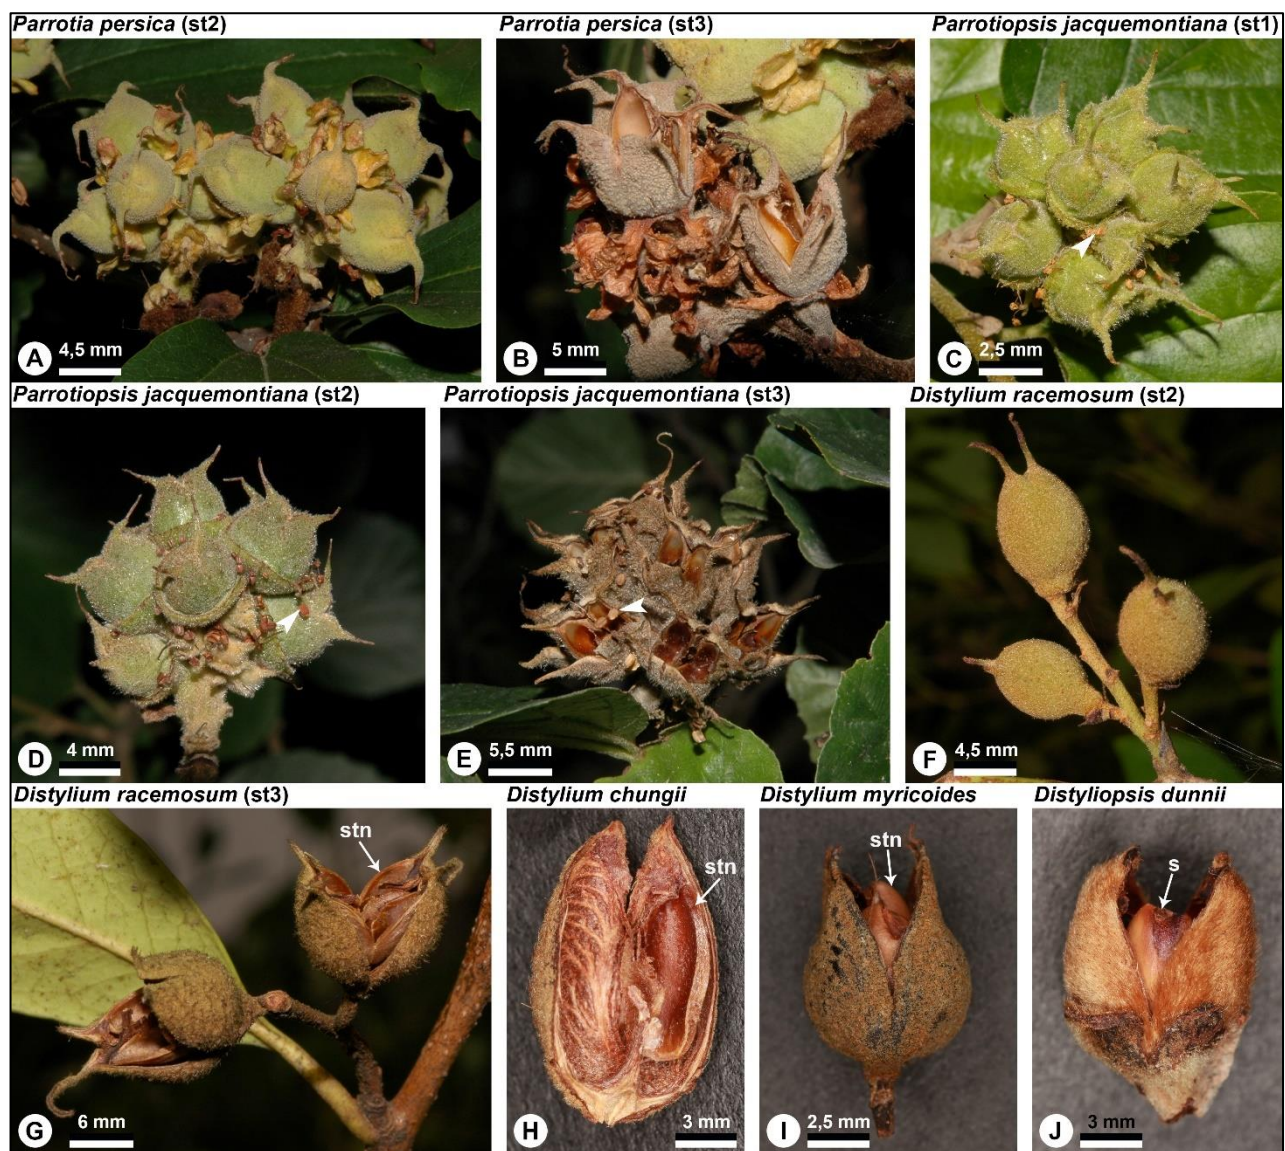 Parrotia persica (st2)
Parrotia persica (st3)
Parrotiopsis jacquemontiana (st1)
A
4,5 mm
B
5 mm
C
2,5 mm
Parrotiopsis jacquemontiana (st2)
Parrotiopsis jacquemontiana (st3)
Distylium racemosum (st2)
D
4 mm
E
5,5 mm
F
4,5 mm
Distylium racemosum (st3)
Distylium chungii
Distylium myricoides
Distyliopsis dunnii
stn
stn
stn
s
G
6 mm
H
3 mm
I
2,5 mm
J
3 mm